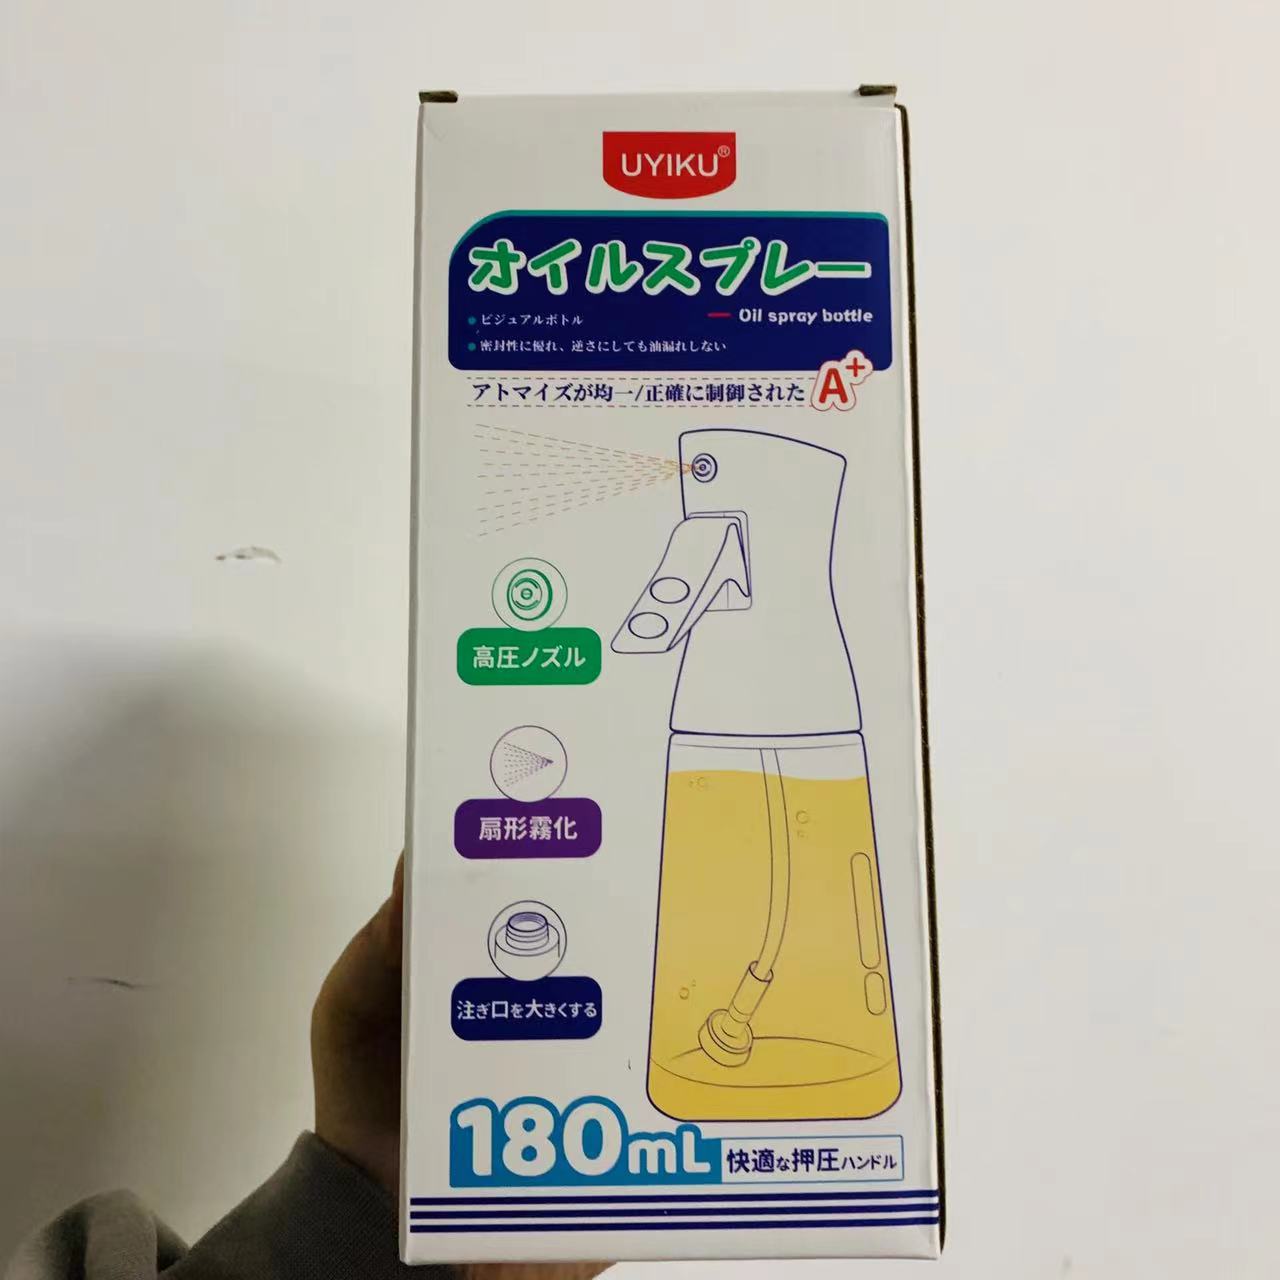 UYIKU®
オイルスプレー
Oil spray bottle
ビジュアルボトル
密封性に優れ、逆さにしても油漏れしない
アトマイズが均一/正確に制御された
A+
高圧ノズル
扇形霧化
注ぎ口を大きくする
180mL
快適な押圧ハンドル